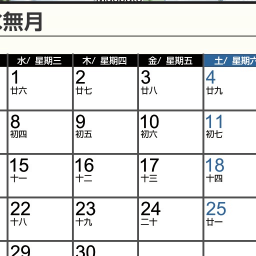 無月
水/ 星期三 木/ 星期四 金/ 星期五 土/ 星期六
1 2 3 4
廿六 廿七 廿八 廿九
8 9 10 11
初四 初五 初六 初七
15 16 17 18
十一 十二 十三 十四
22 23 24 25
十八 十九 二十 廿一
29 30